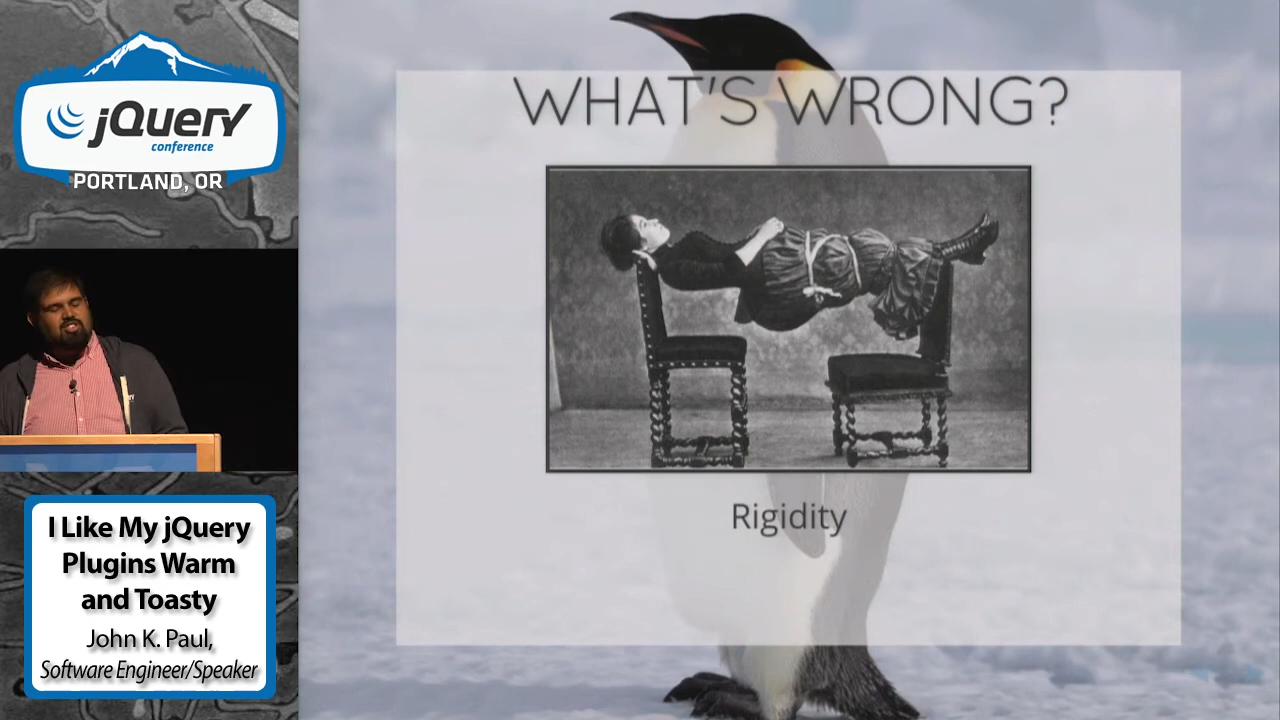 jQuery
conference
PORTLAND, OR
I Like My jQuery
Plugins Warm
and Toasty
John K. Paul,
Software Engineer/Speaker
WHAT'S WRONG?
Rigidity